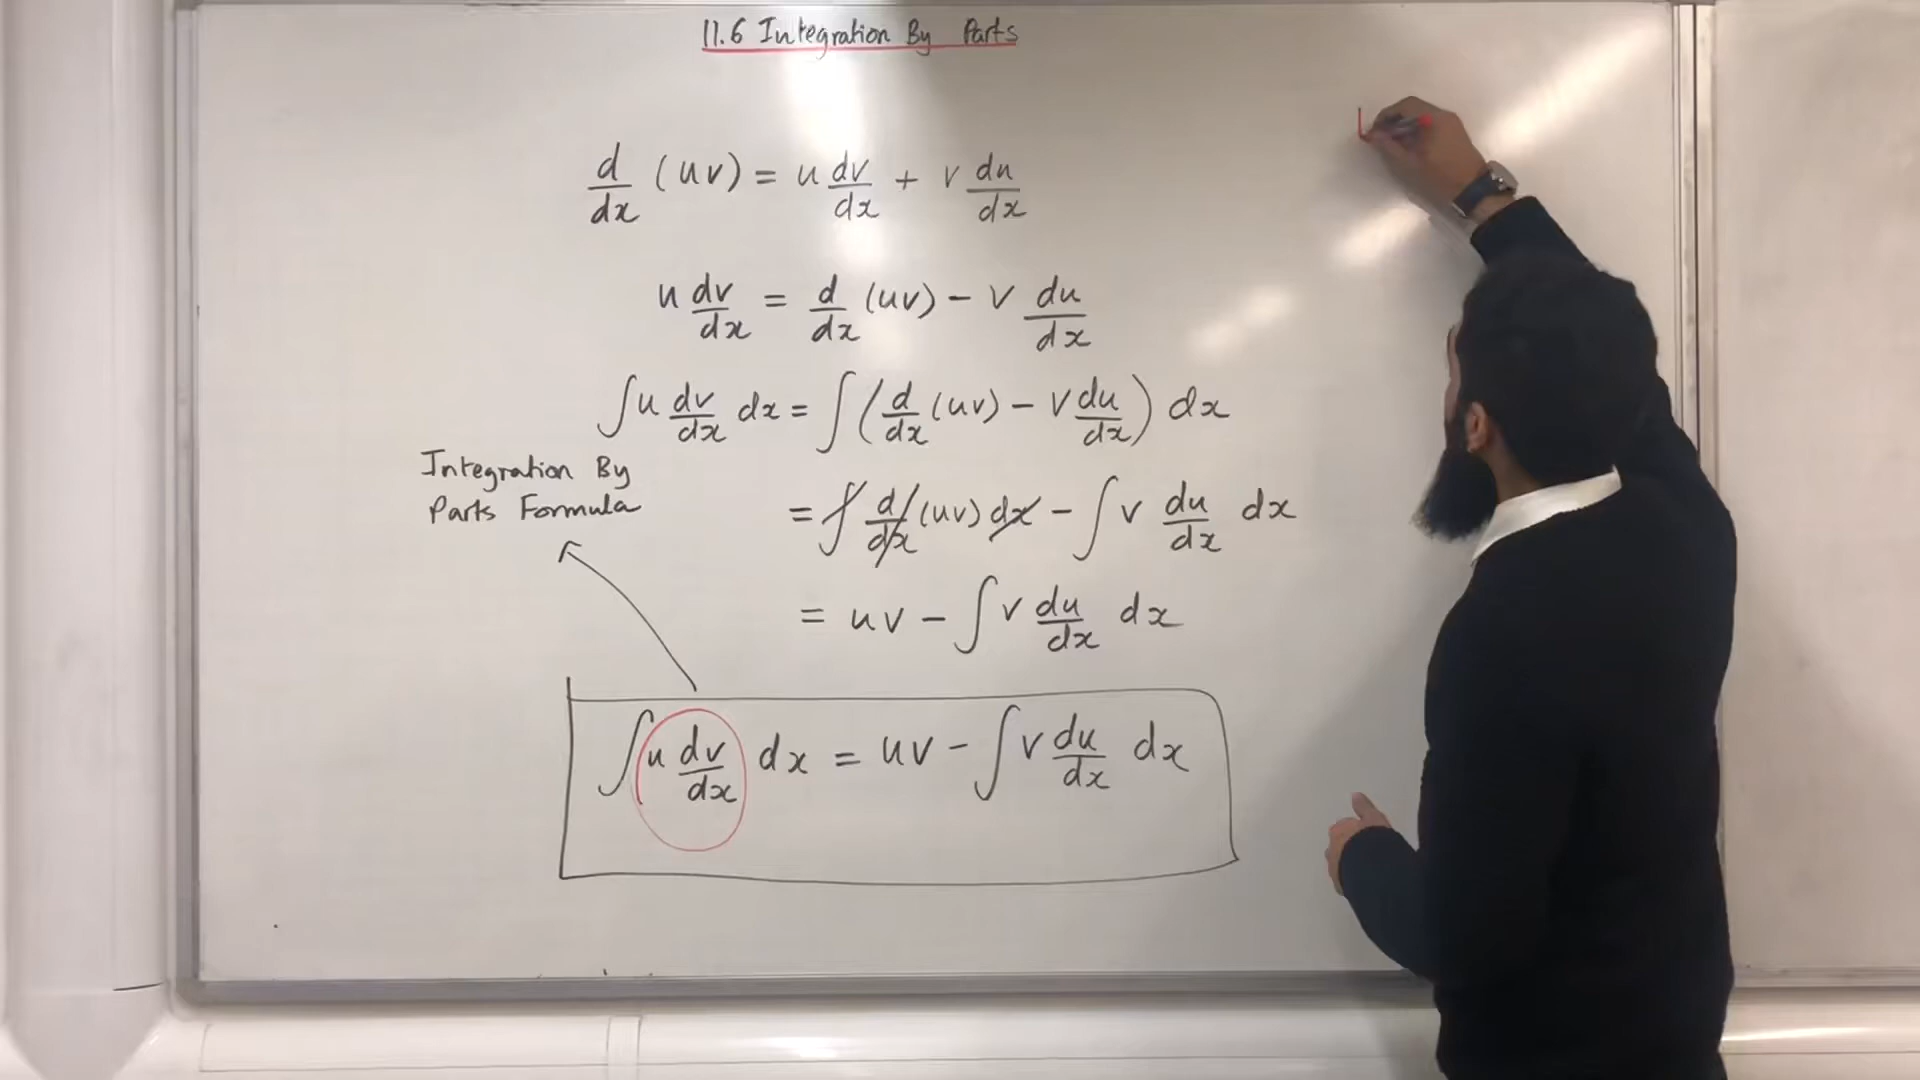 11.6 Integration By Parts
d/dx (uv) = u dv/dx + v du/dx
u dv/dx = d/dx (uv) - v du/dx
∫ u dv/dx dx = ∫ ( d/dx (uv) - v du/dx ) dx
Integration By
Parts Formula
= ∫ d/dx (uv) dx - ∫ v du/dx dx
= uv - ∫ v du/dx dx
∫ u dv/dx dx = uv - ∫ v du/dx dx